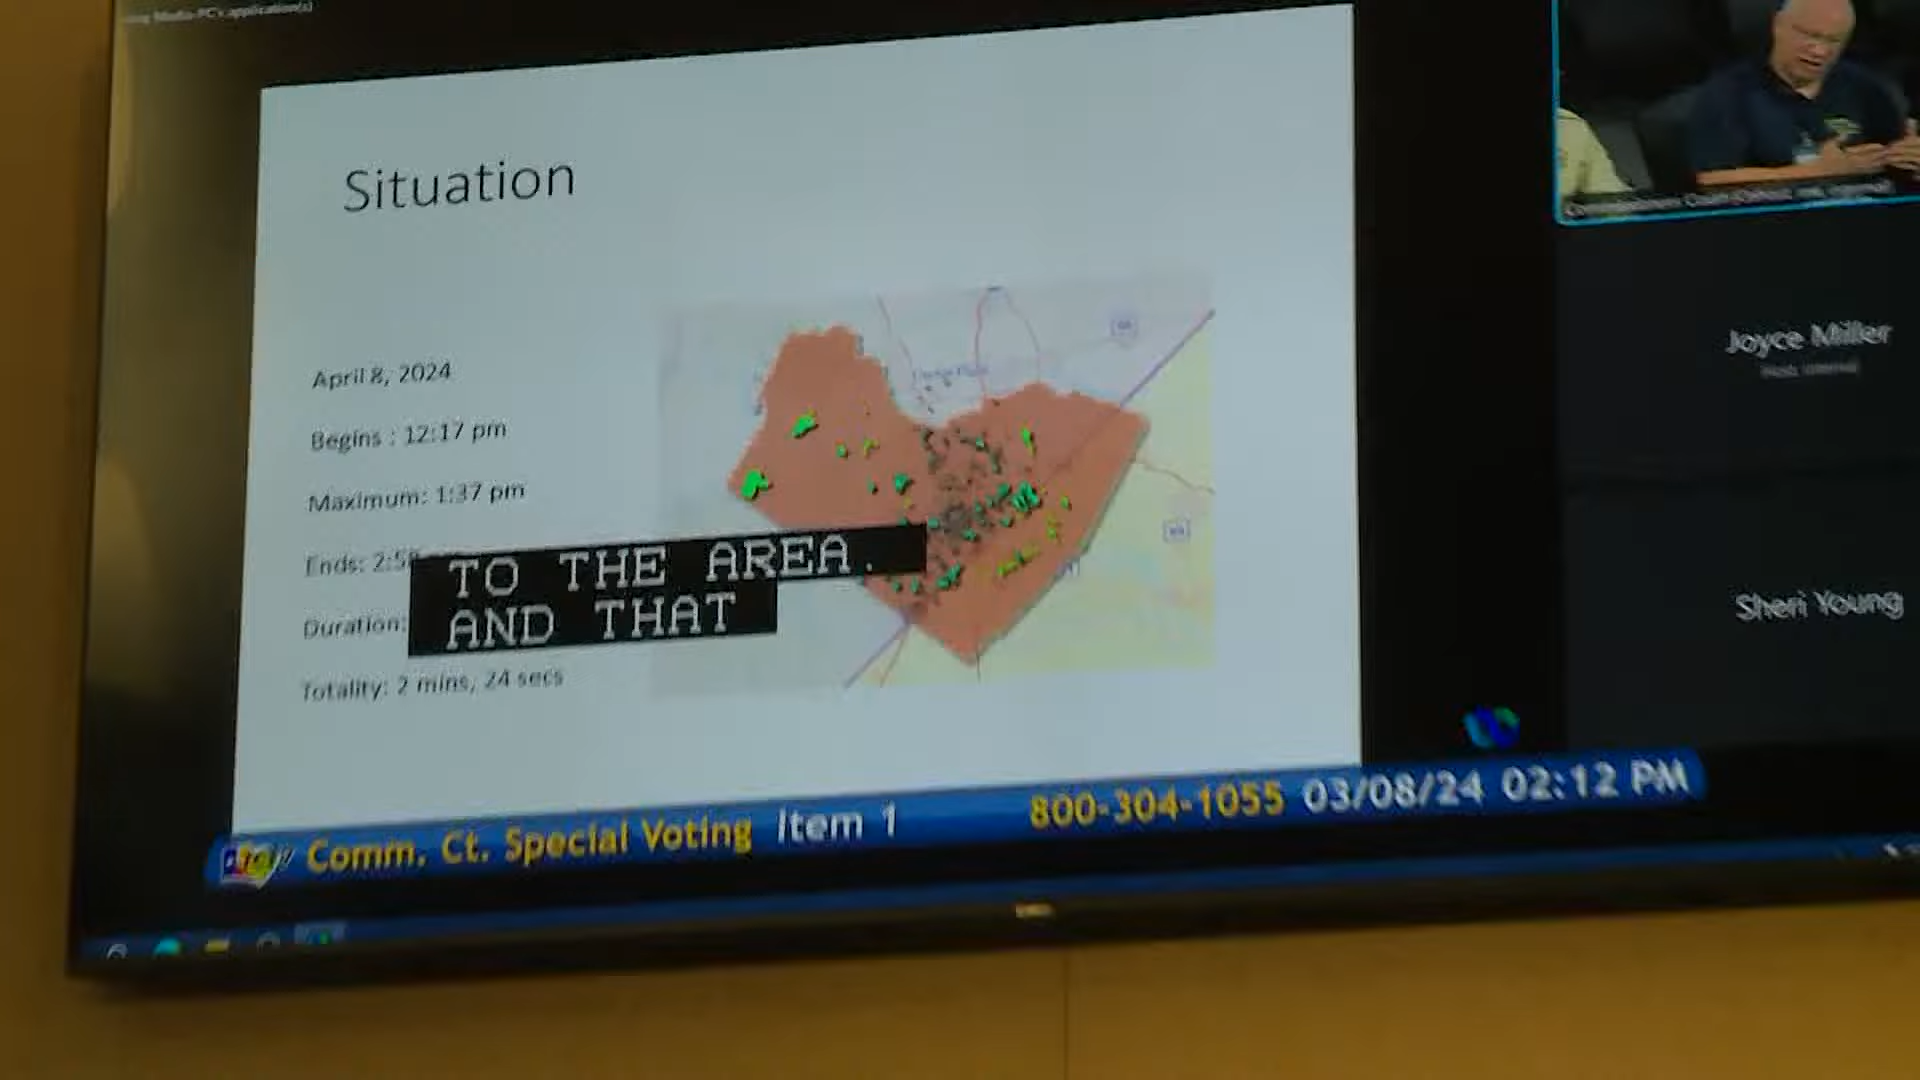 Situation
April 8, 2024
Begins : 12:17 pm
Maximum: 1:37 pm
Ends: 2:58
Duration:
Totality: 2 mins, 24 secs
TO THE AREA.
AND THAT
Joyce Miller
Sheri Young
Comm. Ct. Special Voting Item 1 800-304-1055 03/08/24 02:12 PM